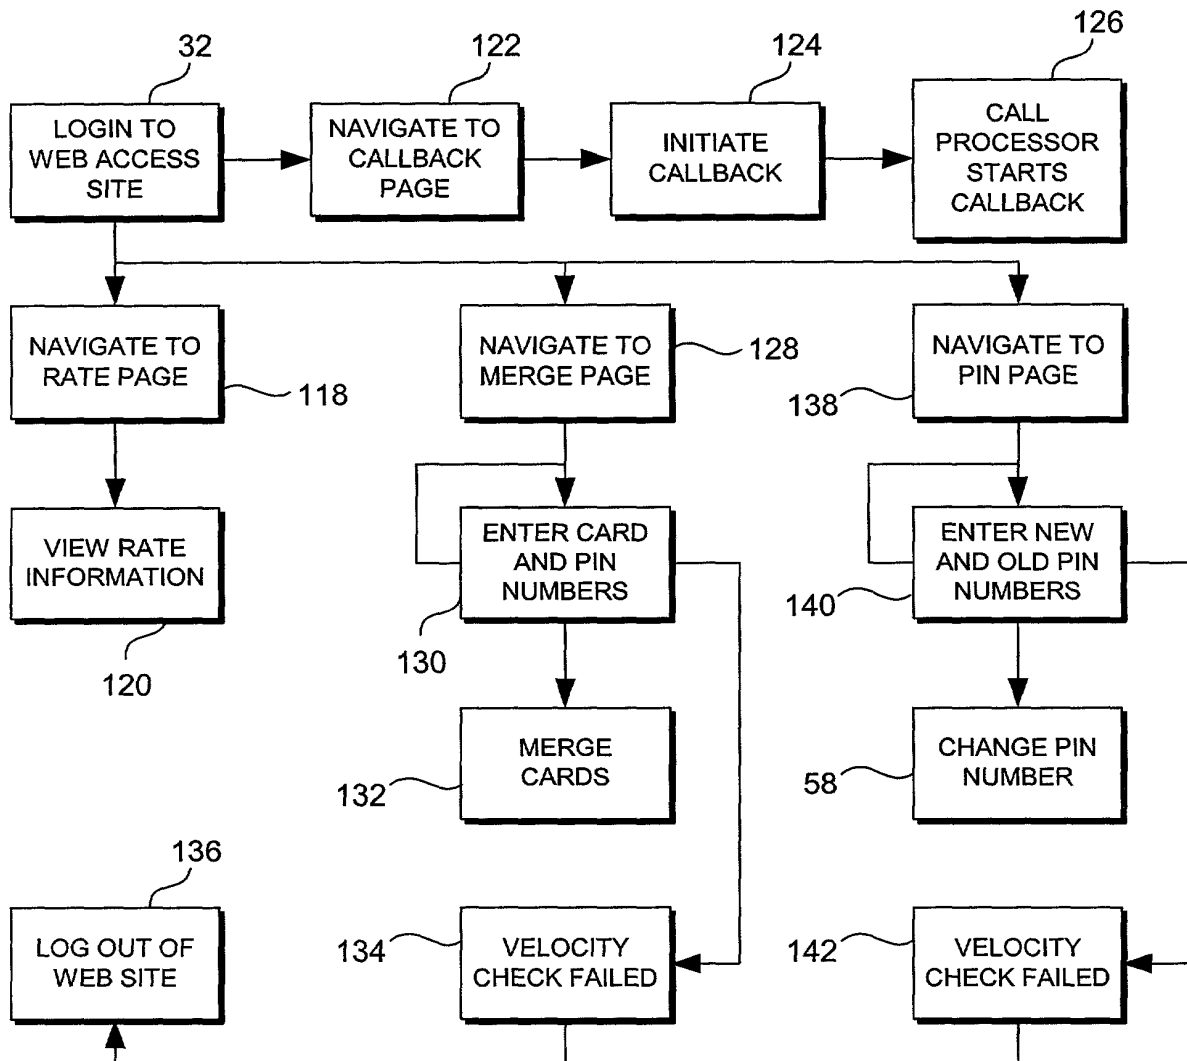 32
122
124
126
LOGIN TO
WEB ACCESS
SITE
NAVIGATE TO
CALLBACK
PAGE
INITIATE
CALLBACK
CALL
PROCESSOR
STARTS
CALLBACK
NAVIGATE TO
RATE PAGE
118
NAVIGATE TO
MERGE PAGE
128
NAVIGATE TO
PIN PAGE
138
VIEW RATE
INFORMATION
120
ENTER CARD
AND PIN
NUMBERS
130
ENTER NEW
AND OLD PIN
NUMBERS
140
MERGE
CARDS
132
CHANGE PIN
NUMBER
58
136
LOG OUT OF
WEB SITE
134
VELOCITY
CHECK FAILED
142
VELOCITY
CHECK FAILED